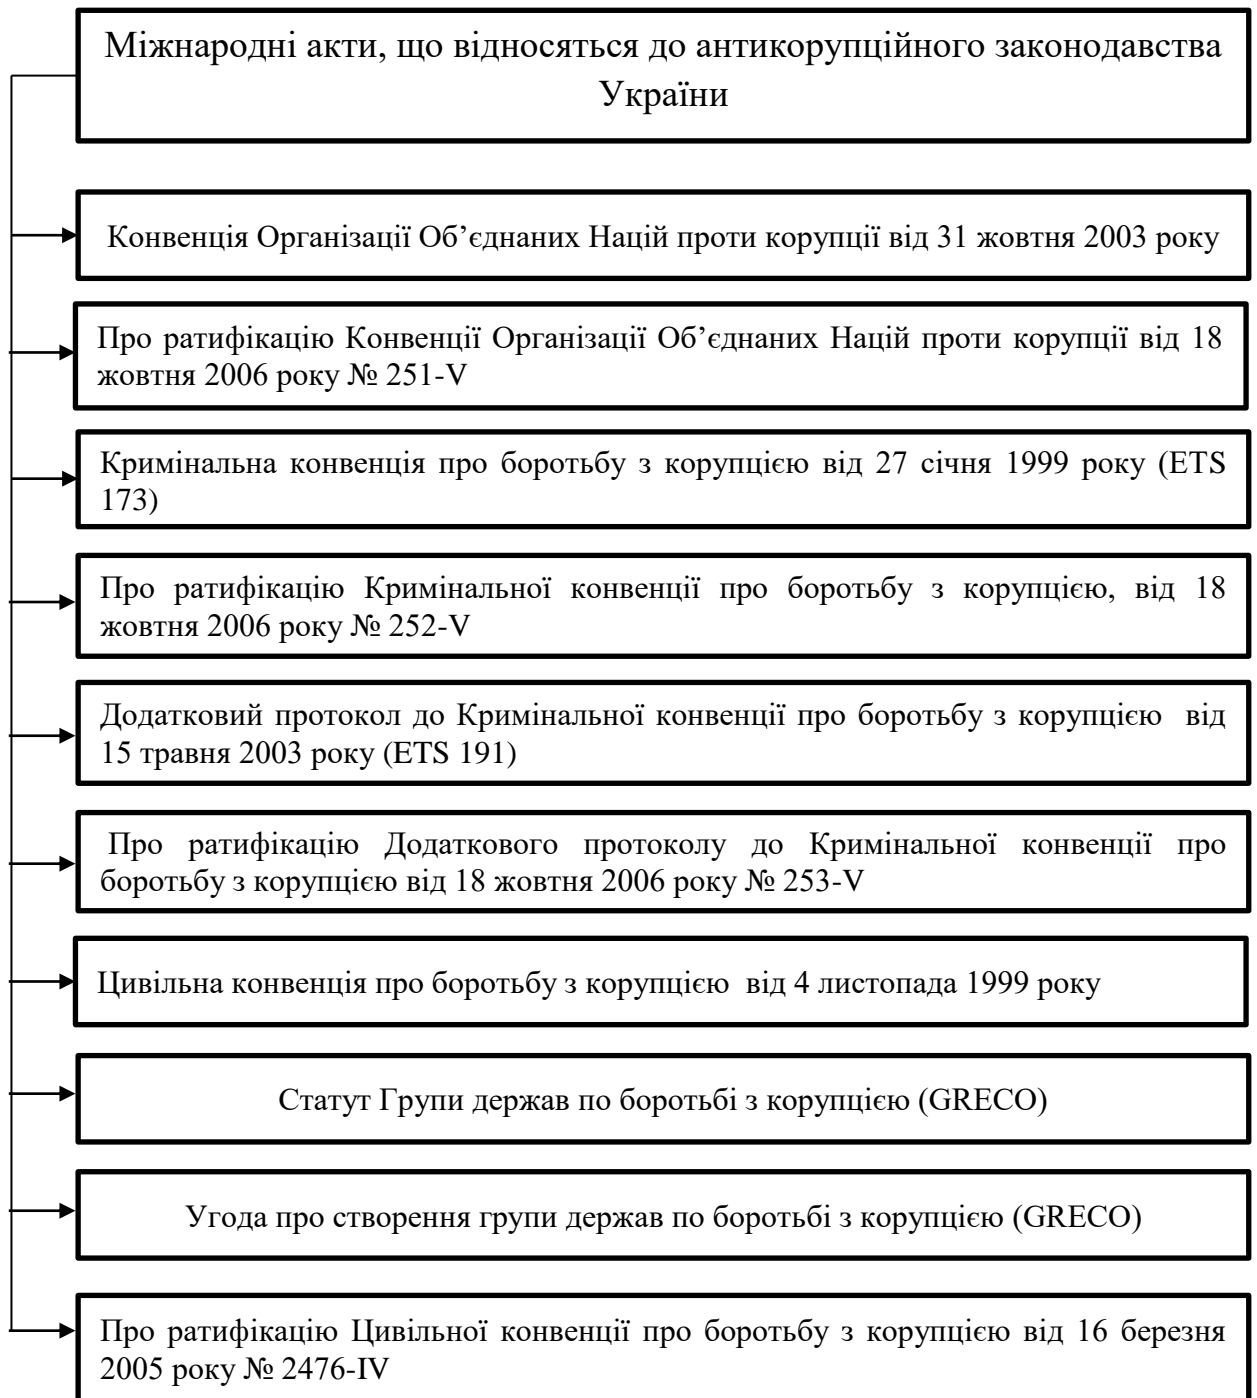 Міжнародні акти, що відносяться до антикорупційного законодавства
України
Конвенція Організації Об’єднаних Націй проти корупції від 31 жовтня 2003 року
Про ратифікацію Конвенції Організації Об’єднаних Націй проти корупції від 18
жовтня 2006 року № 251-V
Кримінальна конвенція про боротьбу з корупцією від 27 січня 1999 року (ETS
173)
Про ратифікацію Кримінальної конвенції про боротьбу з корупцією, від 18
жовтня 2006 року № 252-V
Додатковий протокол до Кримінальної конвенції про боротьбу з корупцією від
15 травня 2003 року (ETS 191)
Про ратифікацію Додаткового протоколу до Кримінальної конвенції про
боротьбу з корупцією від 18 жовтня 2006 року № 253-V
Цивільна конвенція про боротьбу з корупцією від 4 листопада 1999 року
Статут Групи держав по боротьбі з корупцією (GRECO)
Угода про створення групи держав по боротьбі з корупцією (GRECO)
Про ратифікацію Цивільної конвенції про боротьбу з корупцією від 16 березня
2005 року № 2476-IV